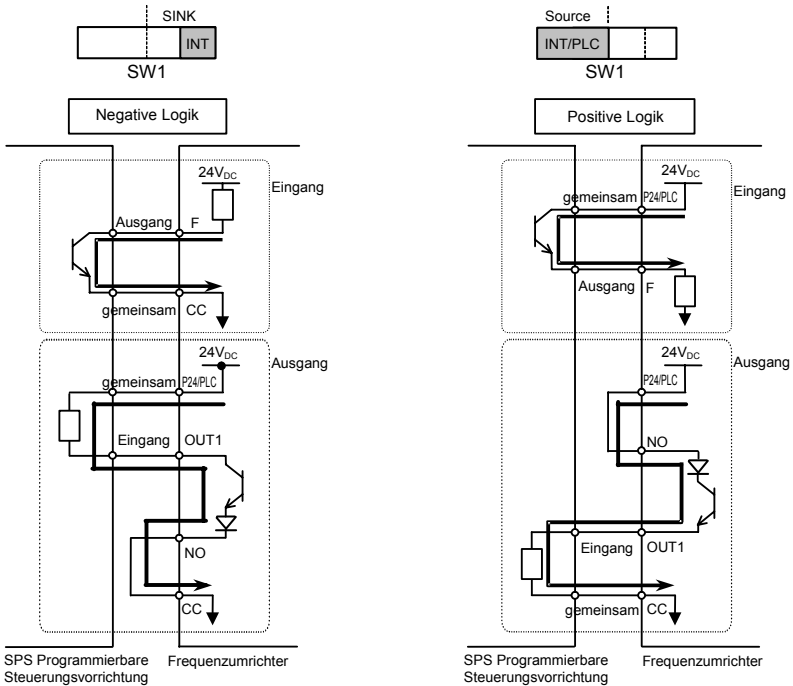 SINK
INT
SW1
Negative Logik
24VDC
Eingang
Ausgang F
gemeinsam CC
24VDC
Ausgang
gemeinsam P24/PLC
Eingang OUT1
NO
CC
SPS Programmierbare
Steuerungsvorrichtung
Frequenzumrichter
Source
INT/PLC
SW1
Positive Logik
24VDC
gemeinsam P24/PLC
Eingang
Ausgang F
24VDC
Ausgang
P24/PLC
NO
Eingang OUT1
gemeinsam CC
SPS Programmierbare
Steuerungsvorrichtung
Frequenzumrichter